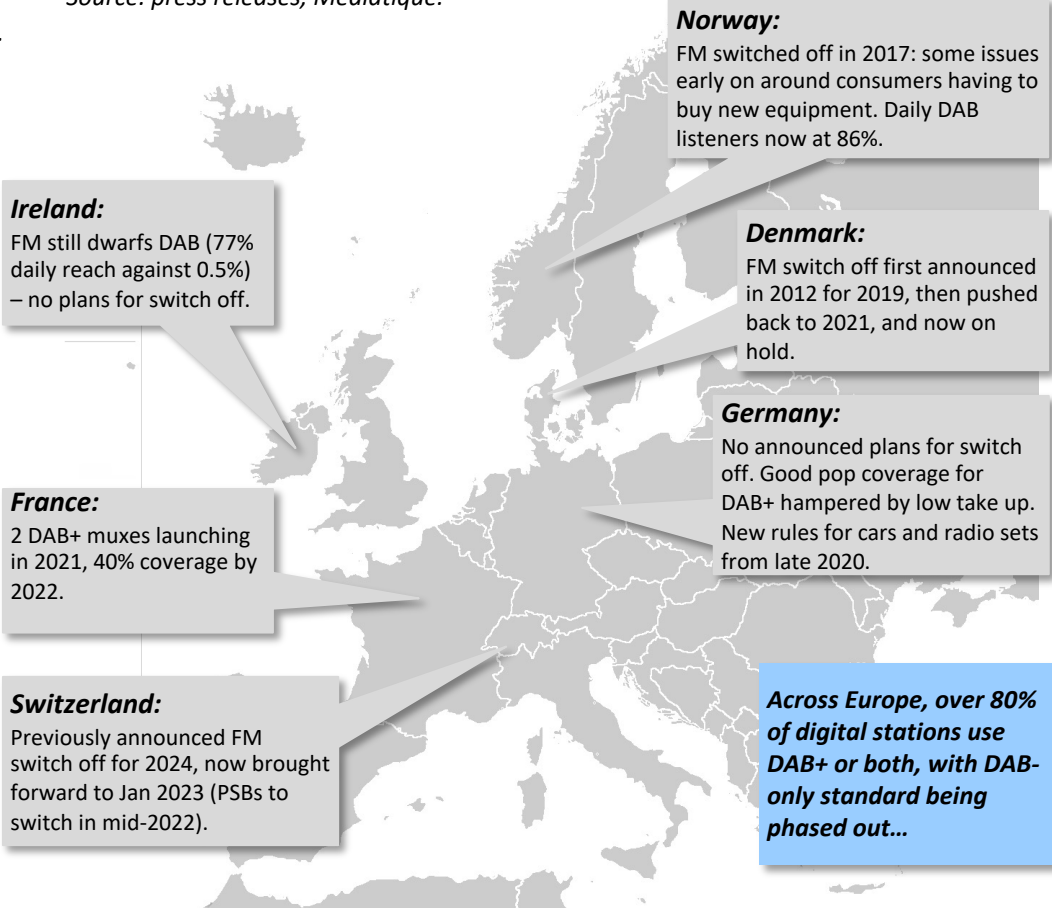 Source: press releases, Mediatique.
Norway:
FM switched off in 2017: some issues
early on around consumers having to
buy new equipment. Daily DAB
listeners now at 86%.
Ireland:
FM still dwarfs DAB (77%
daily reach against 0.5%)
– no plans for switch off.
Denmark:
FM switch off first announced
in 2012 for 2019, then pushed
back to 2021, and now on
hold.
Germany:
No announced plans for switch
off. Good pop coverage for
DAB+ hampered by low take up.
New rules for cars and radio sets
from late 2020.
France:
2 DAB+ muxes launching
in 2021, 40% coverage by
2022.
Switzerland:
Previously announced FM
switch off for 2024, now brought
forward to Jan 2023 (PSBs to
switch in mid-2022).
Across Europe, over 80%
of digital stations use
DAB+ or both, with DAB-
only standard being
phased out…